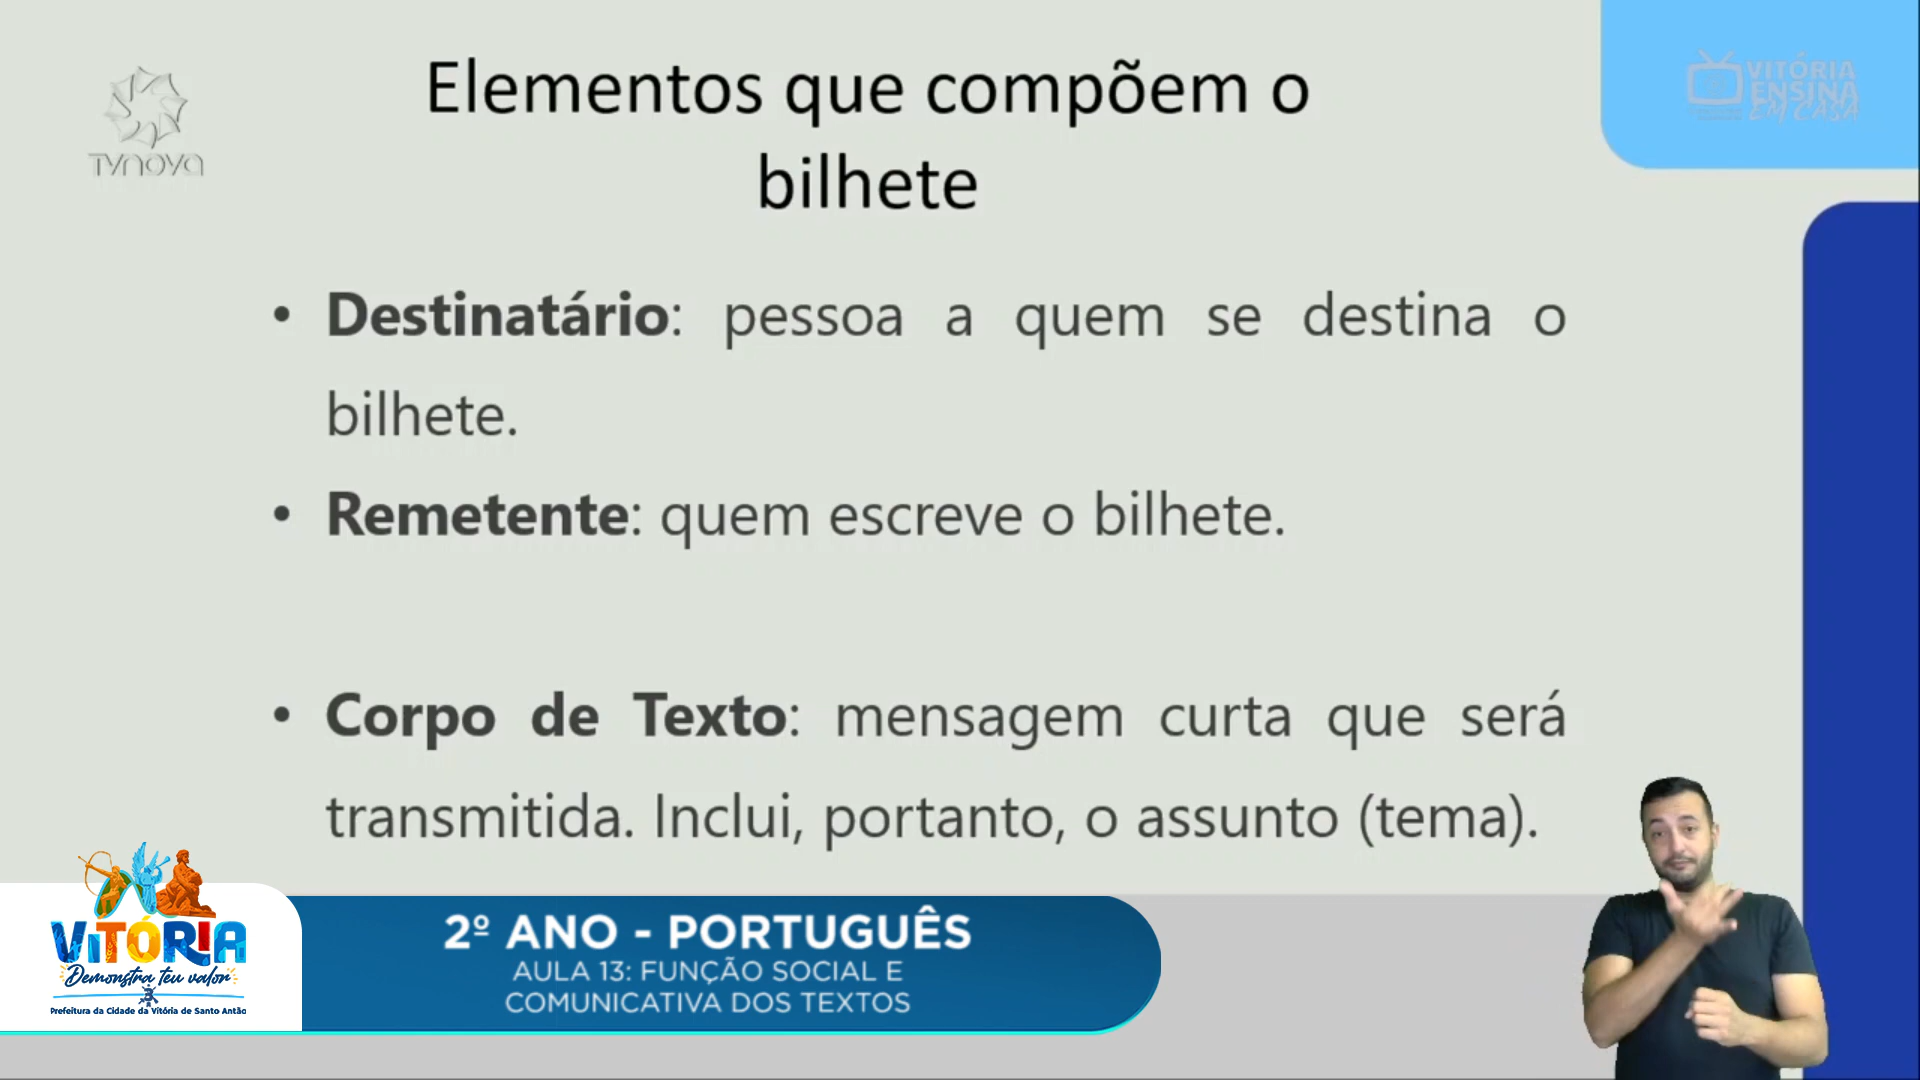 Elementos que compõem o
bilhete
TVNOVA
VITÓRIA
ENSINA
EM CASA
• Destinatário: pessoa a quem se destina o
bilhete.
• Remetente: quem escreve o bilhete.
• Corpo de Texto: mensagem curta que será
transmitida. Inclui, portanto, o assunto (tema).
VITÓRIA
Demonstra teu valor
Prefeitura da Cidade da Vitória de Santo Antão
2º ANO - PORTUGUÊS
AULA 13: FUNÇÃO SOCIAL E
COMUNICATIVA DOS TEXTOS